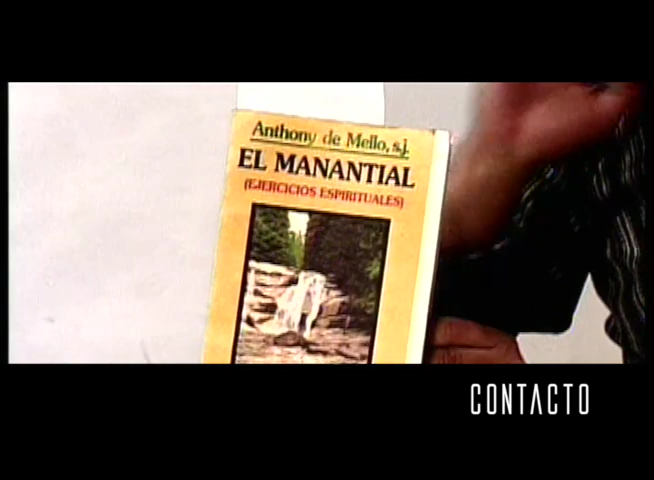 Anthony de Mello, s.j.
EL MANANTIAL
(EJERCICIOS ESPIRITUALES)
CONTACTO